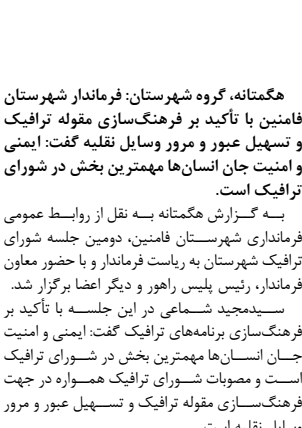 هگمتانه، گروه شهرستان: فرماندار شهرستان
فامنین با تأکید بر فرهنگ‌سازی مقوله ترافیک
و تسهیل عبور و مرور وسایل نقلیه گفت: ایمنی
و امنیت جان انسان‌ها مهمترین بخش در شورای
ترافیک است.
به گزارش هگمتانه به نقل از روابط عمومی
فرمانداری شهرستان فامنین، دومین جلسه شورای
ترافیک شهرستان به ریاست فرماندار و با حضور معاون
فرماندار، رئیس پلیس راهور و دیگر اعضا برگزار شد.
سیدمجید شماعی در این جلسه با تأکید بر
فرهنگ‌سازی برنامه‌های ترافیک گفت: ایمنی و امنیت
جان انسان‌ها مهمترین بخش در شورای ترافیک
است و مصوبات شورای ترافیک همواره در جهت
فرهنگ‌سازی مقوله ترافیک و تسهیل عبور و مرور
وسایل نقلیه است.